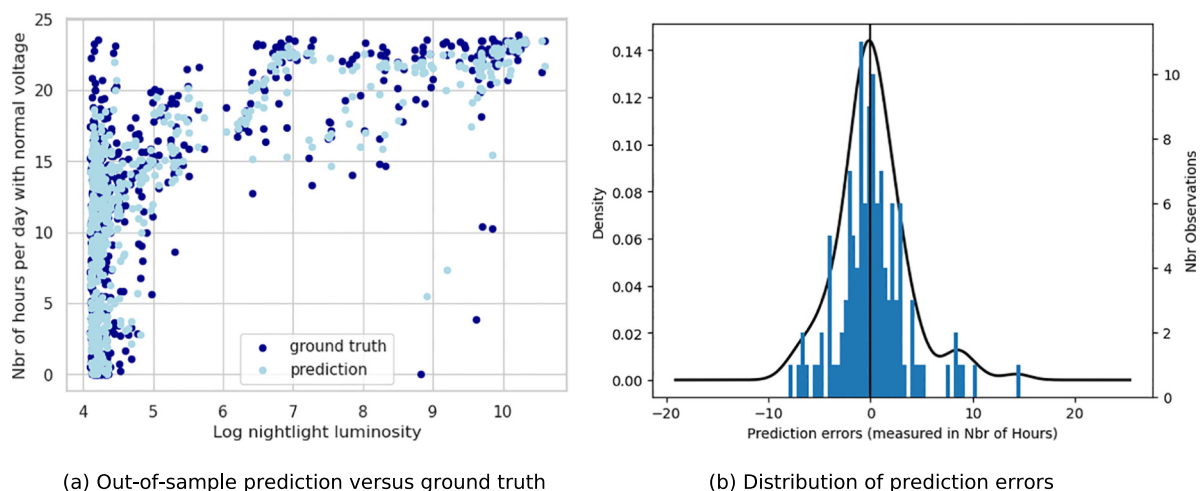 25
20
15
10
5
0
Nbr of hours per day with normal voltage
ground truth
prediction
4 5 6 7 8 9 10
Log nightlight luminosity
(a) Out-of-sample prediction versus ground truth
0.14
0.12
0.10
0.08
0.06
0.04
0.02
0.00
Density
10
8
6
4
2
0
Nbr Observations
−20 −10 0 10 20
Prediction errors (measured in Nbr of Hours)
(b) Distribution of prediction errors